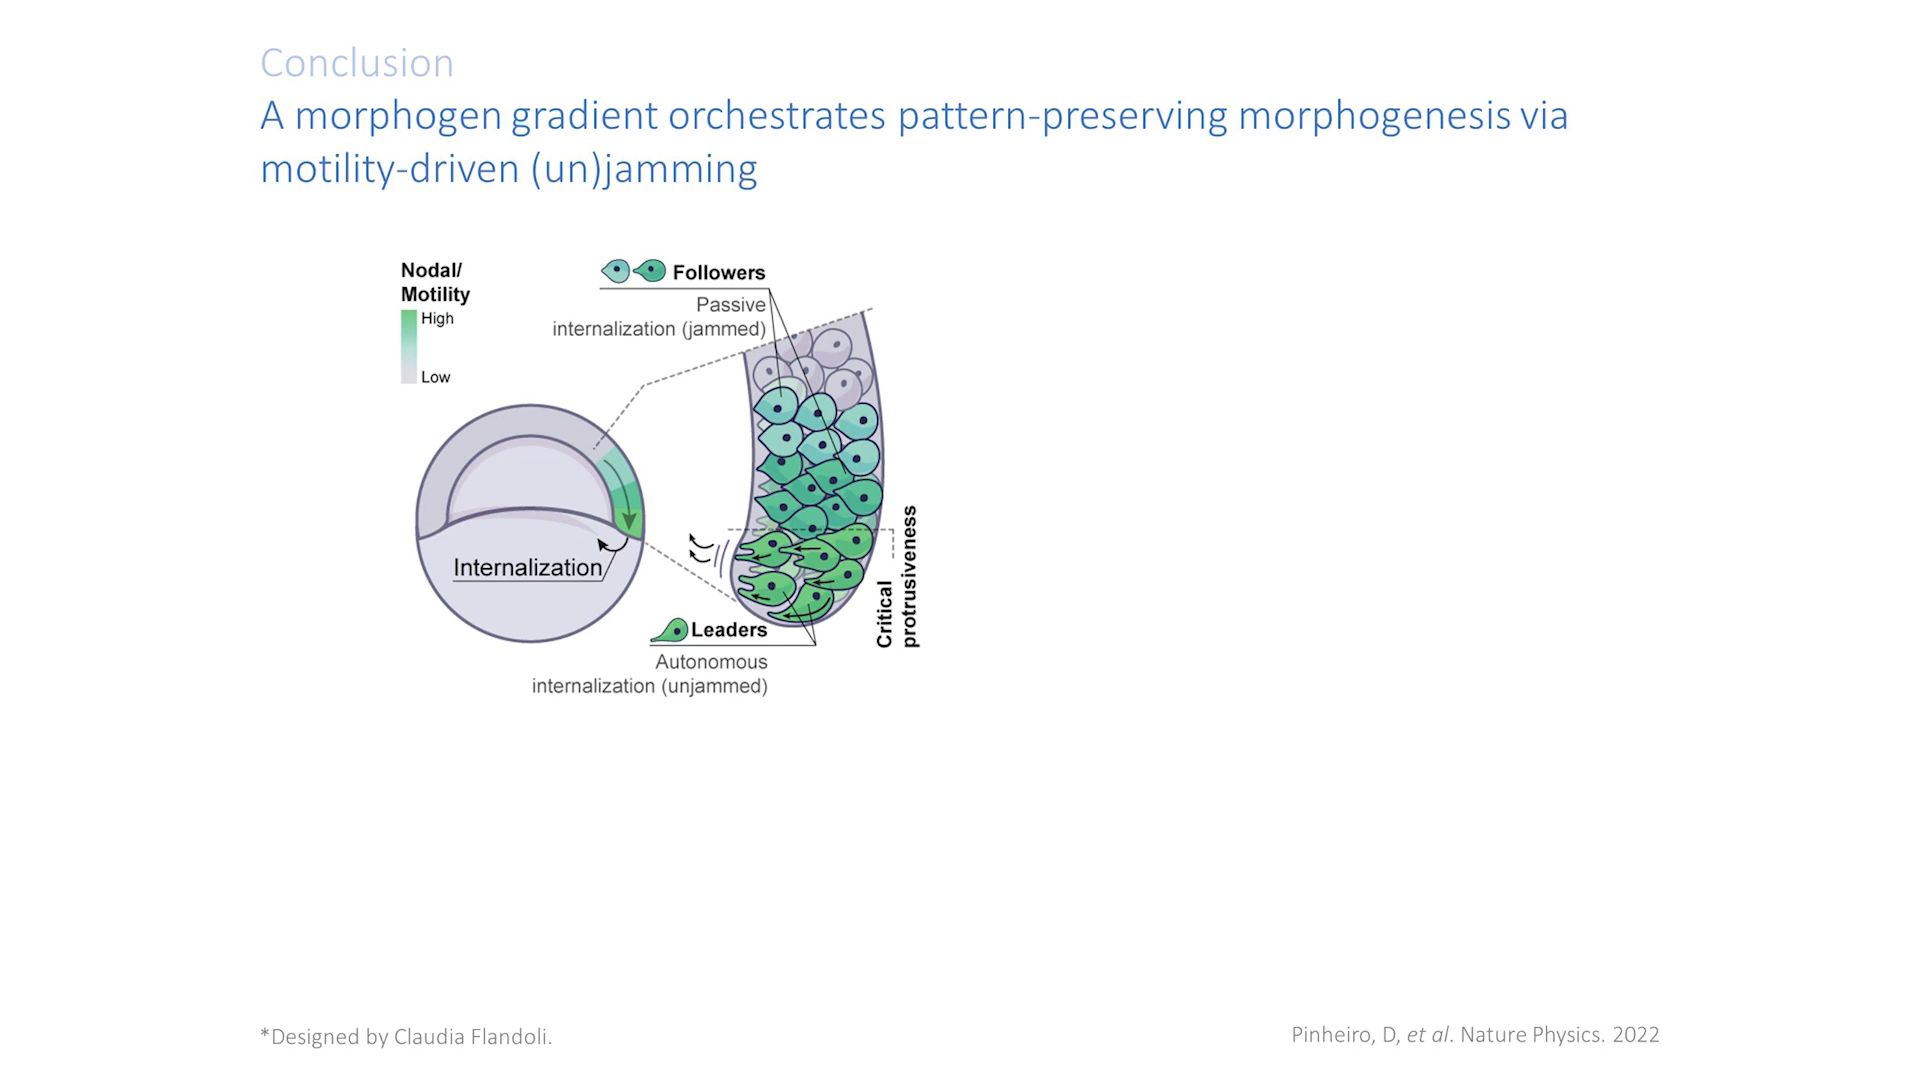 Conclusion
A morphogen gradient orchestrates pattern-preserving morphogenesis via
motility-driven (un)jamming
Nodal/
Motility
High
Low
Followers
Passive
internalization (jammed)
Internalization
Leaders
Autonomous
internalization (unjammed)
Critical
protrusiveness
*Designed by Claudia Flandoli.
Pinheiro, D, et al. Nature Physics. 2022